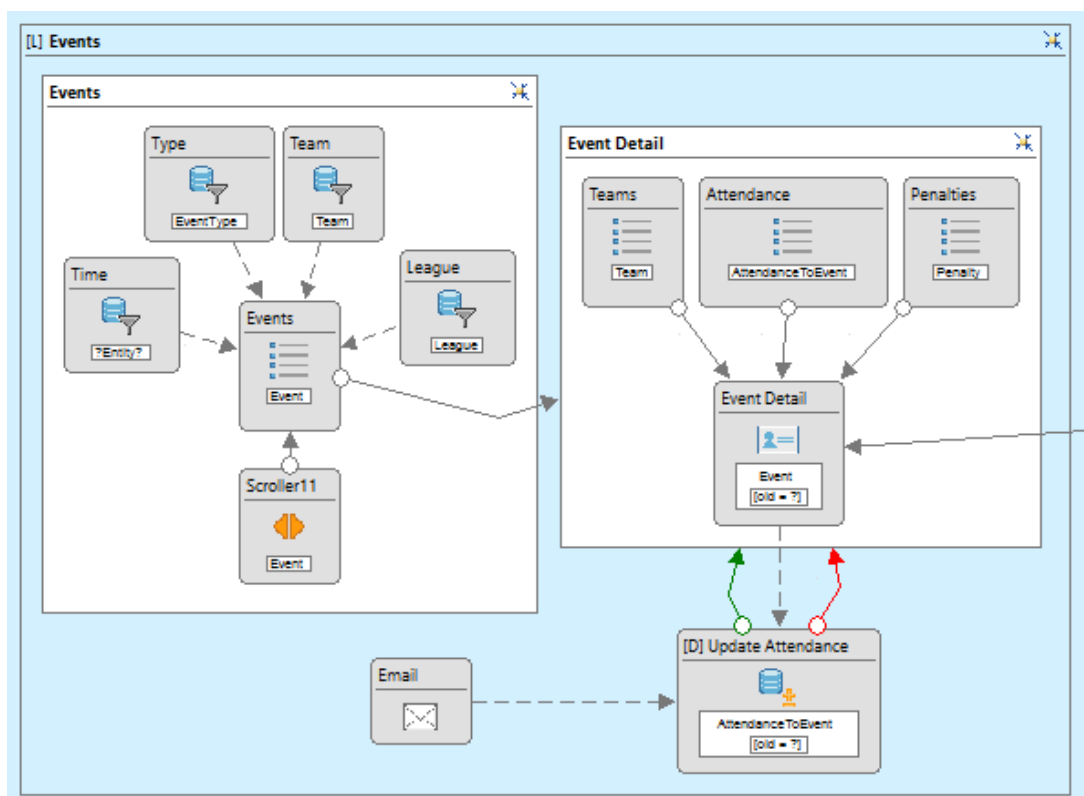 [L] Events
Events
Type
EventType
Team
Team
Time
?Entity?
League
League
Events
Event
Scroller11
Event
Event Detail
Teams
Team
Attendance
AttendanceToEvent
Penalties
Penalty
Event Detail
Event
[oid = ?]
Email
[D] Update Attendance
AttendanceToEvent
[oid = ?]